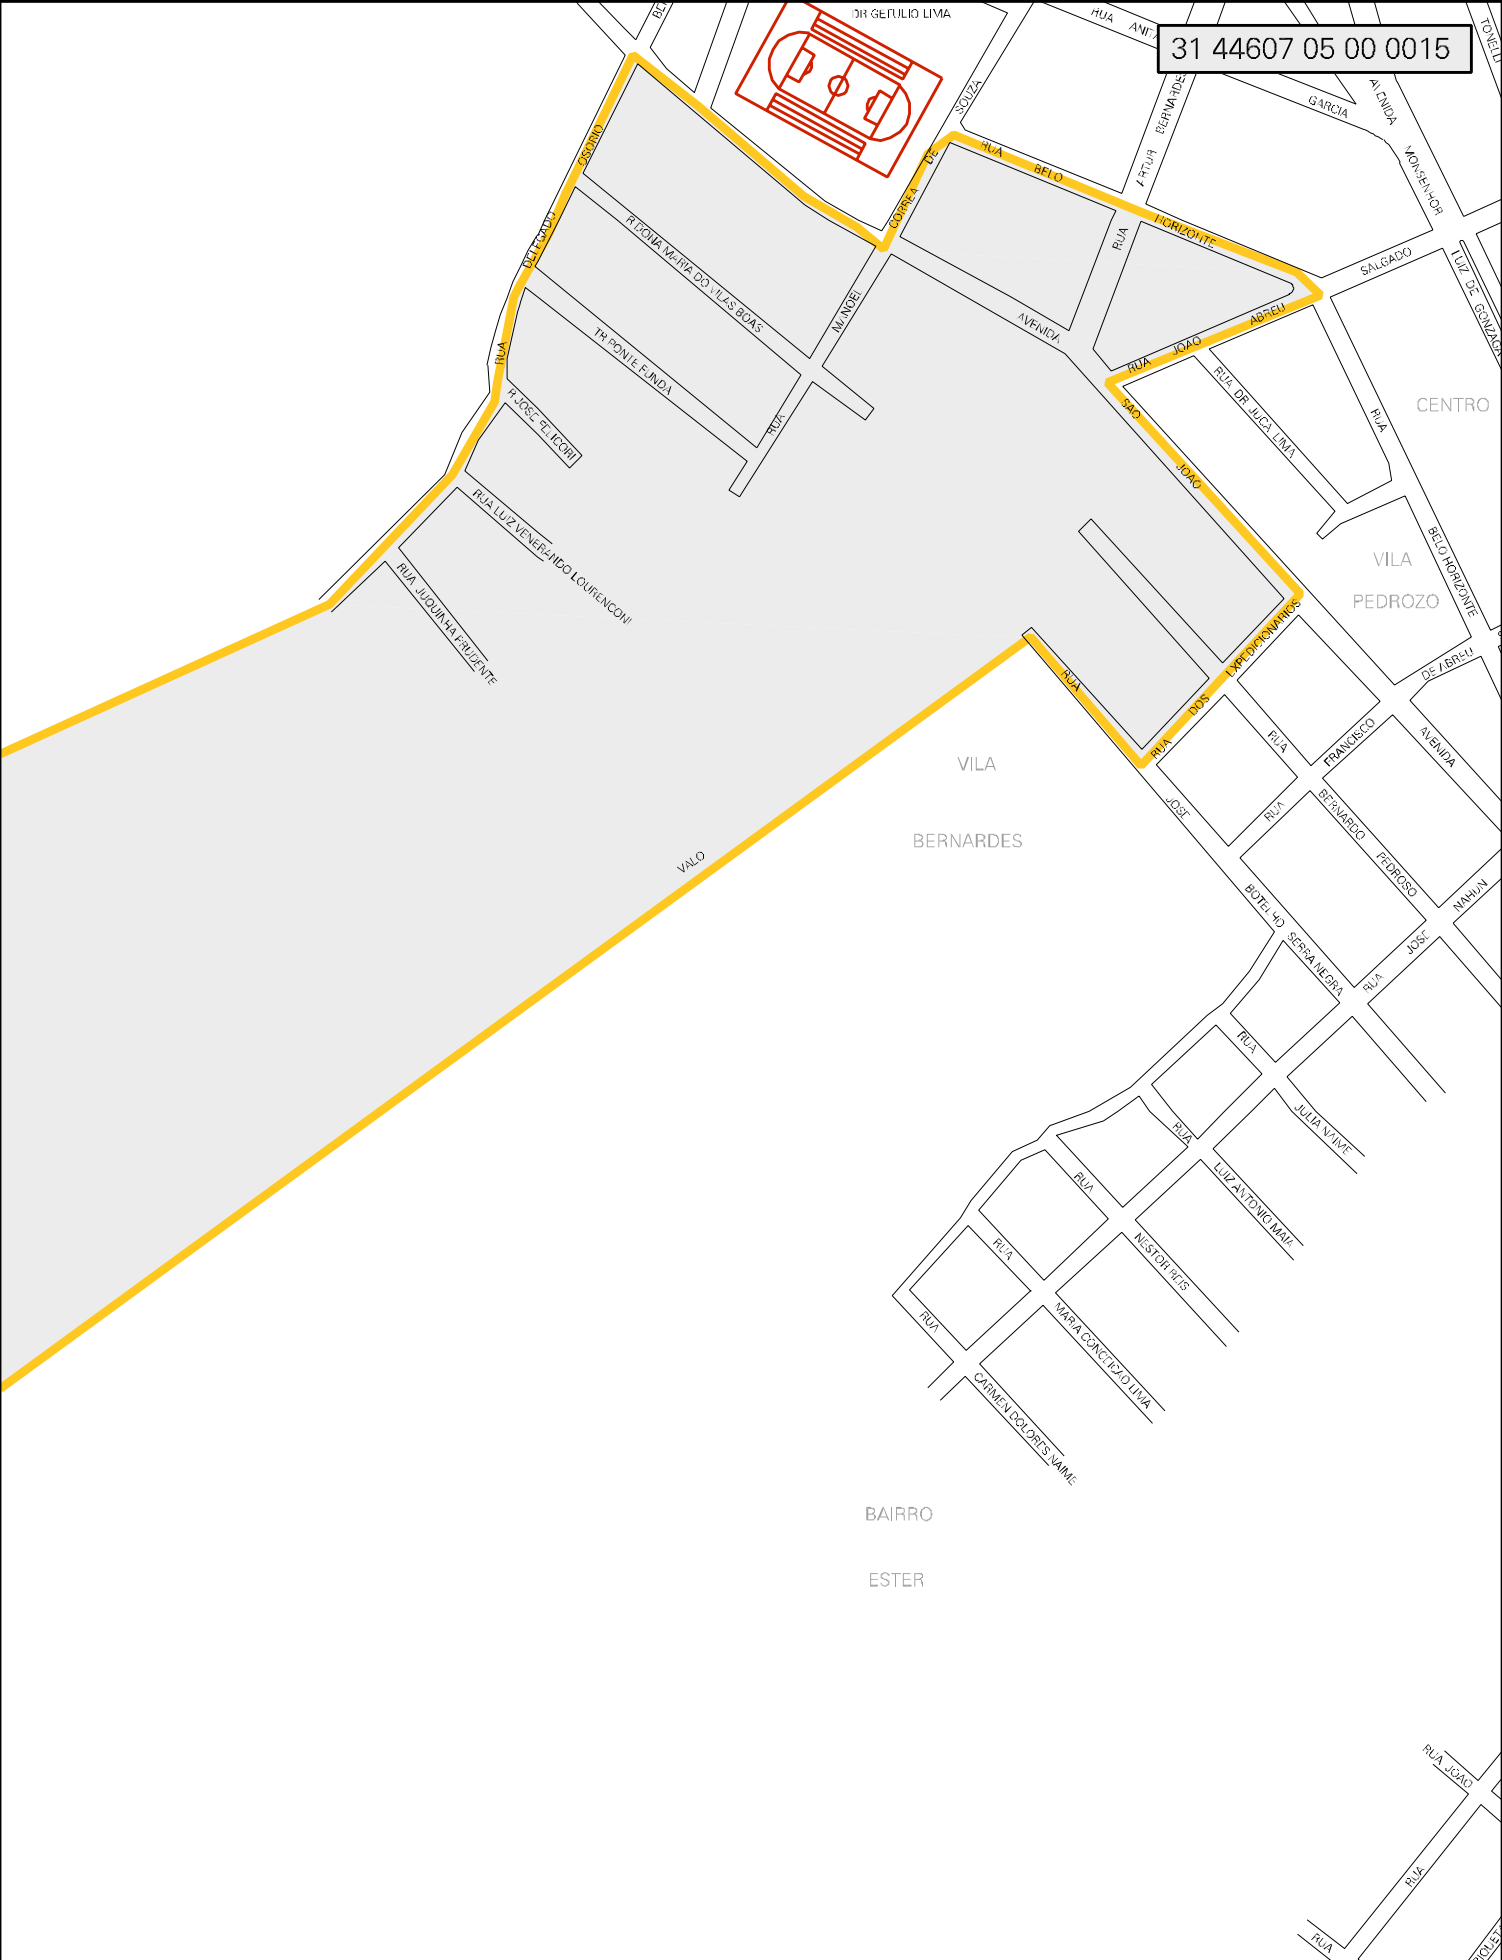 DR GETULIO LIMA
RUA
31 44607 05 00 0015
GARCIA
AVENIDA
MONSENHOR
SOUZA
DE
CORREA
MANOEL
RUA
ARTUR BERNARDES
RUA
RUA BELO HORIZONTE
SALGADO
ABREU
JOAO
RUA
LUIZ DE GONZAGA
OSORIO
DELEGADO
RUA
R DONA MARIA DO VILAS BOAS
TR PONTE FUNDA
R JOSE PELICORI
RUA LUIZ VENERANDO LOURENCONI
RUA JUQUINHA PRUDENTE
AVENIDA
SAO
JOAO
RUA DR JUCA LIMA
RUA
BELO HORIZONTE
CENTRO
VILA
PEDROZO
RUA DOS EXPEDICIONARIOS
DE ABREU
FRANCISCO
RUA
AVENIDA
RUA
BERNARDO PEDROSO
RUA
JOSE
BOTELHO
SERRA NEGRA
NAHUN
JOSE
RUA
VILA
BERNARDES
VALO
RUA
JULIA NAIME
RUA
LUIZ ANTONIO MAIA
RUA
NESTOR REIS
RUA
MARIA CONCEICAO LIMA
RUA
CARMEN DOLORES NAIME
BAIRRO
ESTER
RUA JOAO
RUA
RUA